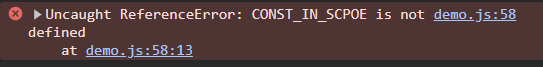 Uncaught ReferenceError: CONST_IN_SCPOE is not demo.js:58
defined
at demo.js:58:13